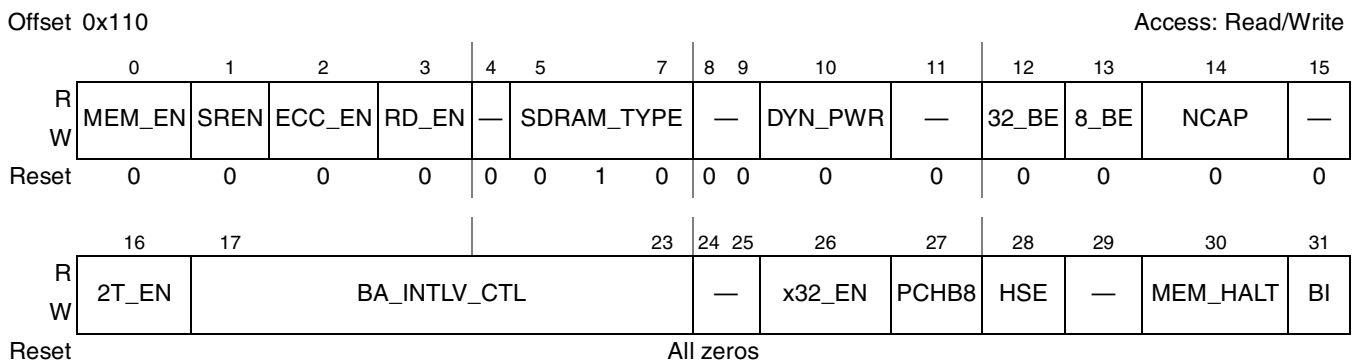 Offset 0x110 Access: Read/Write
0 1 2 3 4 5 7 8 9 10 11 12 13 14 15
R
W
MEM_EN SREN ECC_EN RD_EN — SDRAM_TYPE — DYN_PWR — 32_BE 8_BE NCAP —
Reset 0 0 0 0 0 0 1 0 0 0 0 0 0 0 0 0
16 17 23 24 25 26 27 28 29 30 31
R
W
2T_EN BA_INTLV_CTL — x32_EN PCHB8 HSE — MEM_HALT BI
Reset All zeros